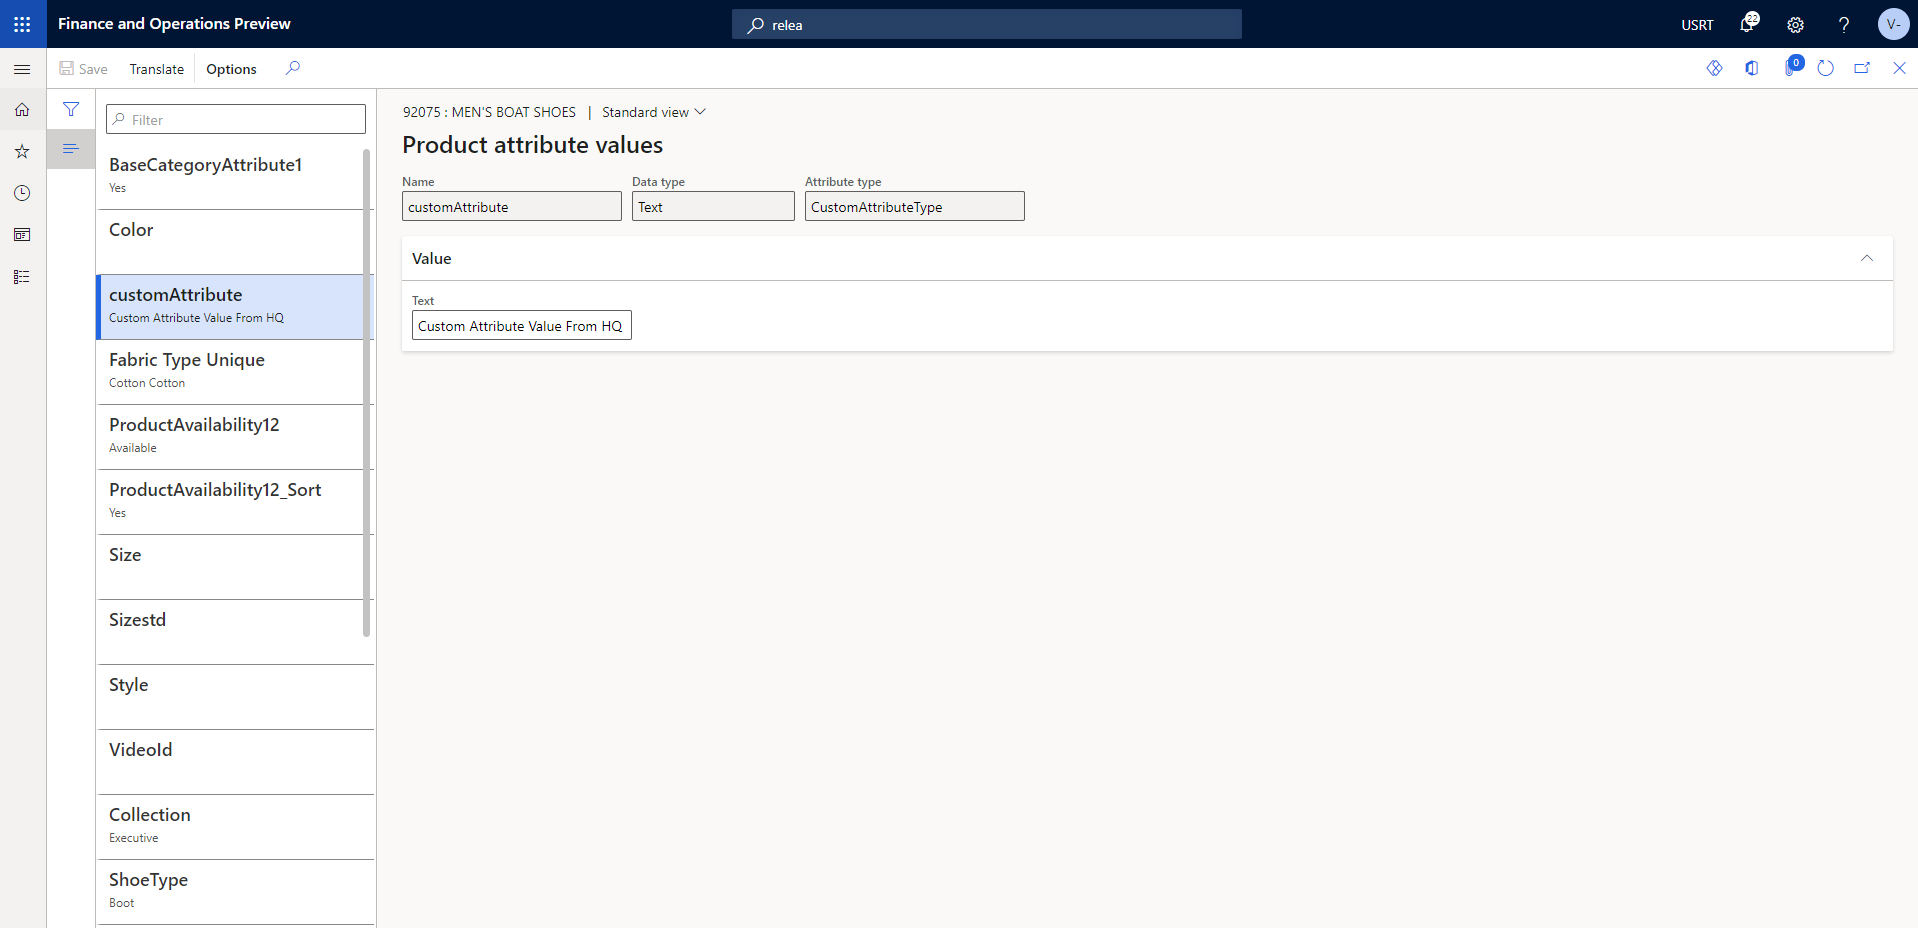 Finance and Operations Preview
relea
USRT
22
V-
Save
Translate
Options
0
Filter
BaseCategoryAttribute1
Yes
Color
customAttribute
Custom Attribute Value From HQ
Fabric Type Unique
Cotton Cotton
ProductAvailability12
Available
ProductAvailability12_Sort
Yes
Size
Sizestd
Style
VideoId
Collection
Executive
ShoeType
Boot
92075 : MEN'S BOAT SHOES | Standard view
Product attribute values
Name
customAttribute
Data type
Text
Attribute type
CustomAttributeType
Value
Text
Custom Attribute Value From HQ